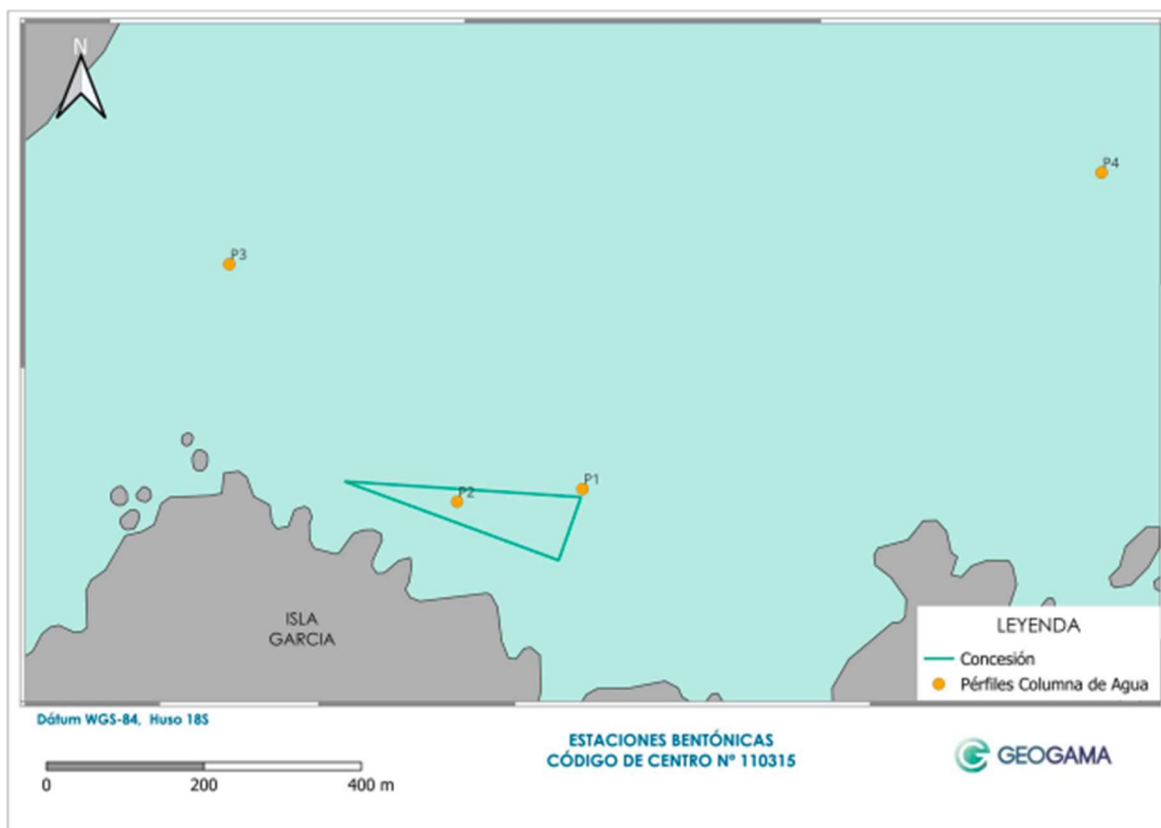 N
P4
P3
P1
P2
ISLA
GARCIA
LEYENDA
Concesión
Pérfiles Columna de Agua
Dátum WGS-84, Huso 18S
0 200 400 m
ESTACIONES BENTÓNICAS
CÓDIGO DE CENTRO Nº 110315
GEOGAMA